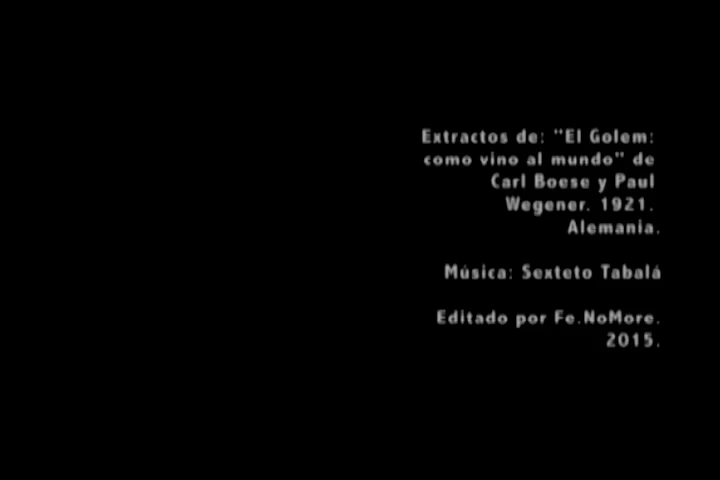 Extractos de: "El Golem:
como vino al mundo" de
Carl Boese y Paul
Wegener. 1921.
Alemania.
Música: Sexteto Tabalá
Editado por Fe.NoMore.
2015.